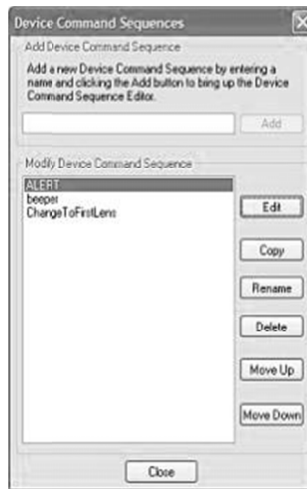 Device Command Sequences
Add Device Command Sequence
Add a new Device Command Sequence by entering a
name and clicking the Add button to bring up the Device
Command Sequence Editor.
Add
Modify Device Command Sequence
ALERT
beeper
ChangeToFirstLens
Edit
Copy
Rename
Delete
Move Up
Move Down
Close